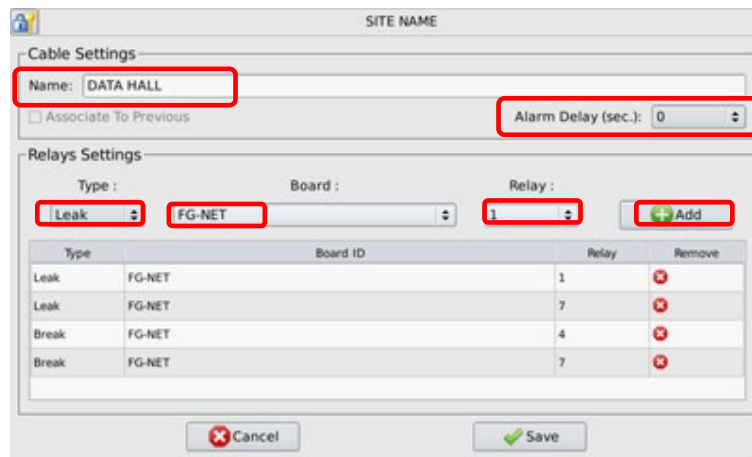 SITE NAME
Cable Settings
Name: DATA HALL
Associate To Previous Alarm Delay (sec.): 0
Relays Settings
Type : Board : Relay :
Leak FG-NET 1 Add
Type Board ID Relay Remove
Leak FG-NET 1
Leak FG-NET 7
Break FG-NET 4
Break FG-NET 7
Cancel Save